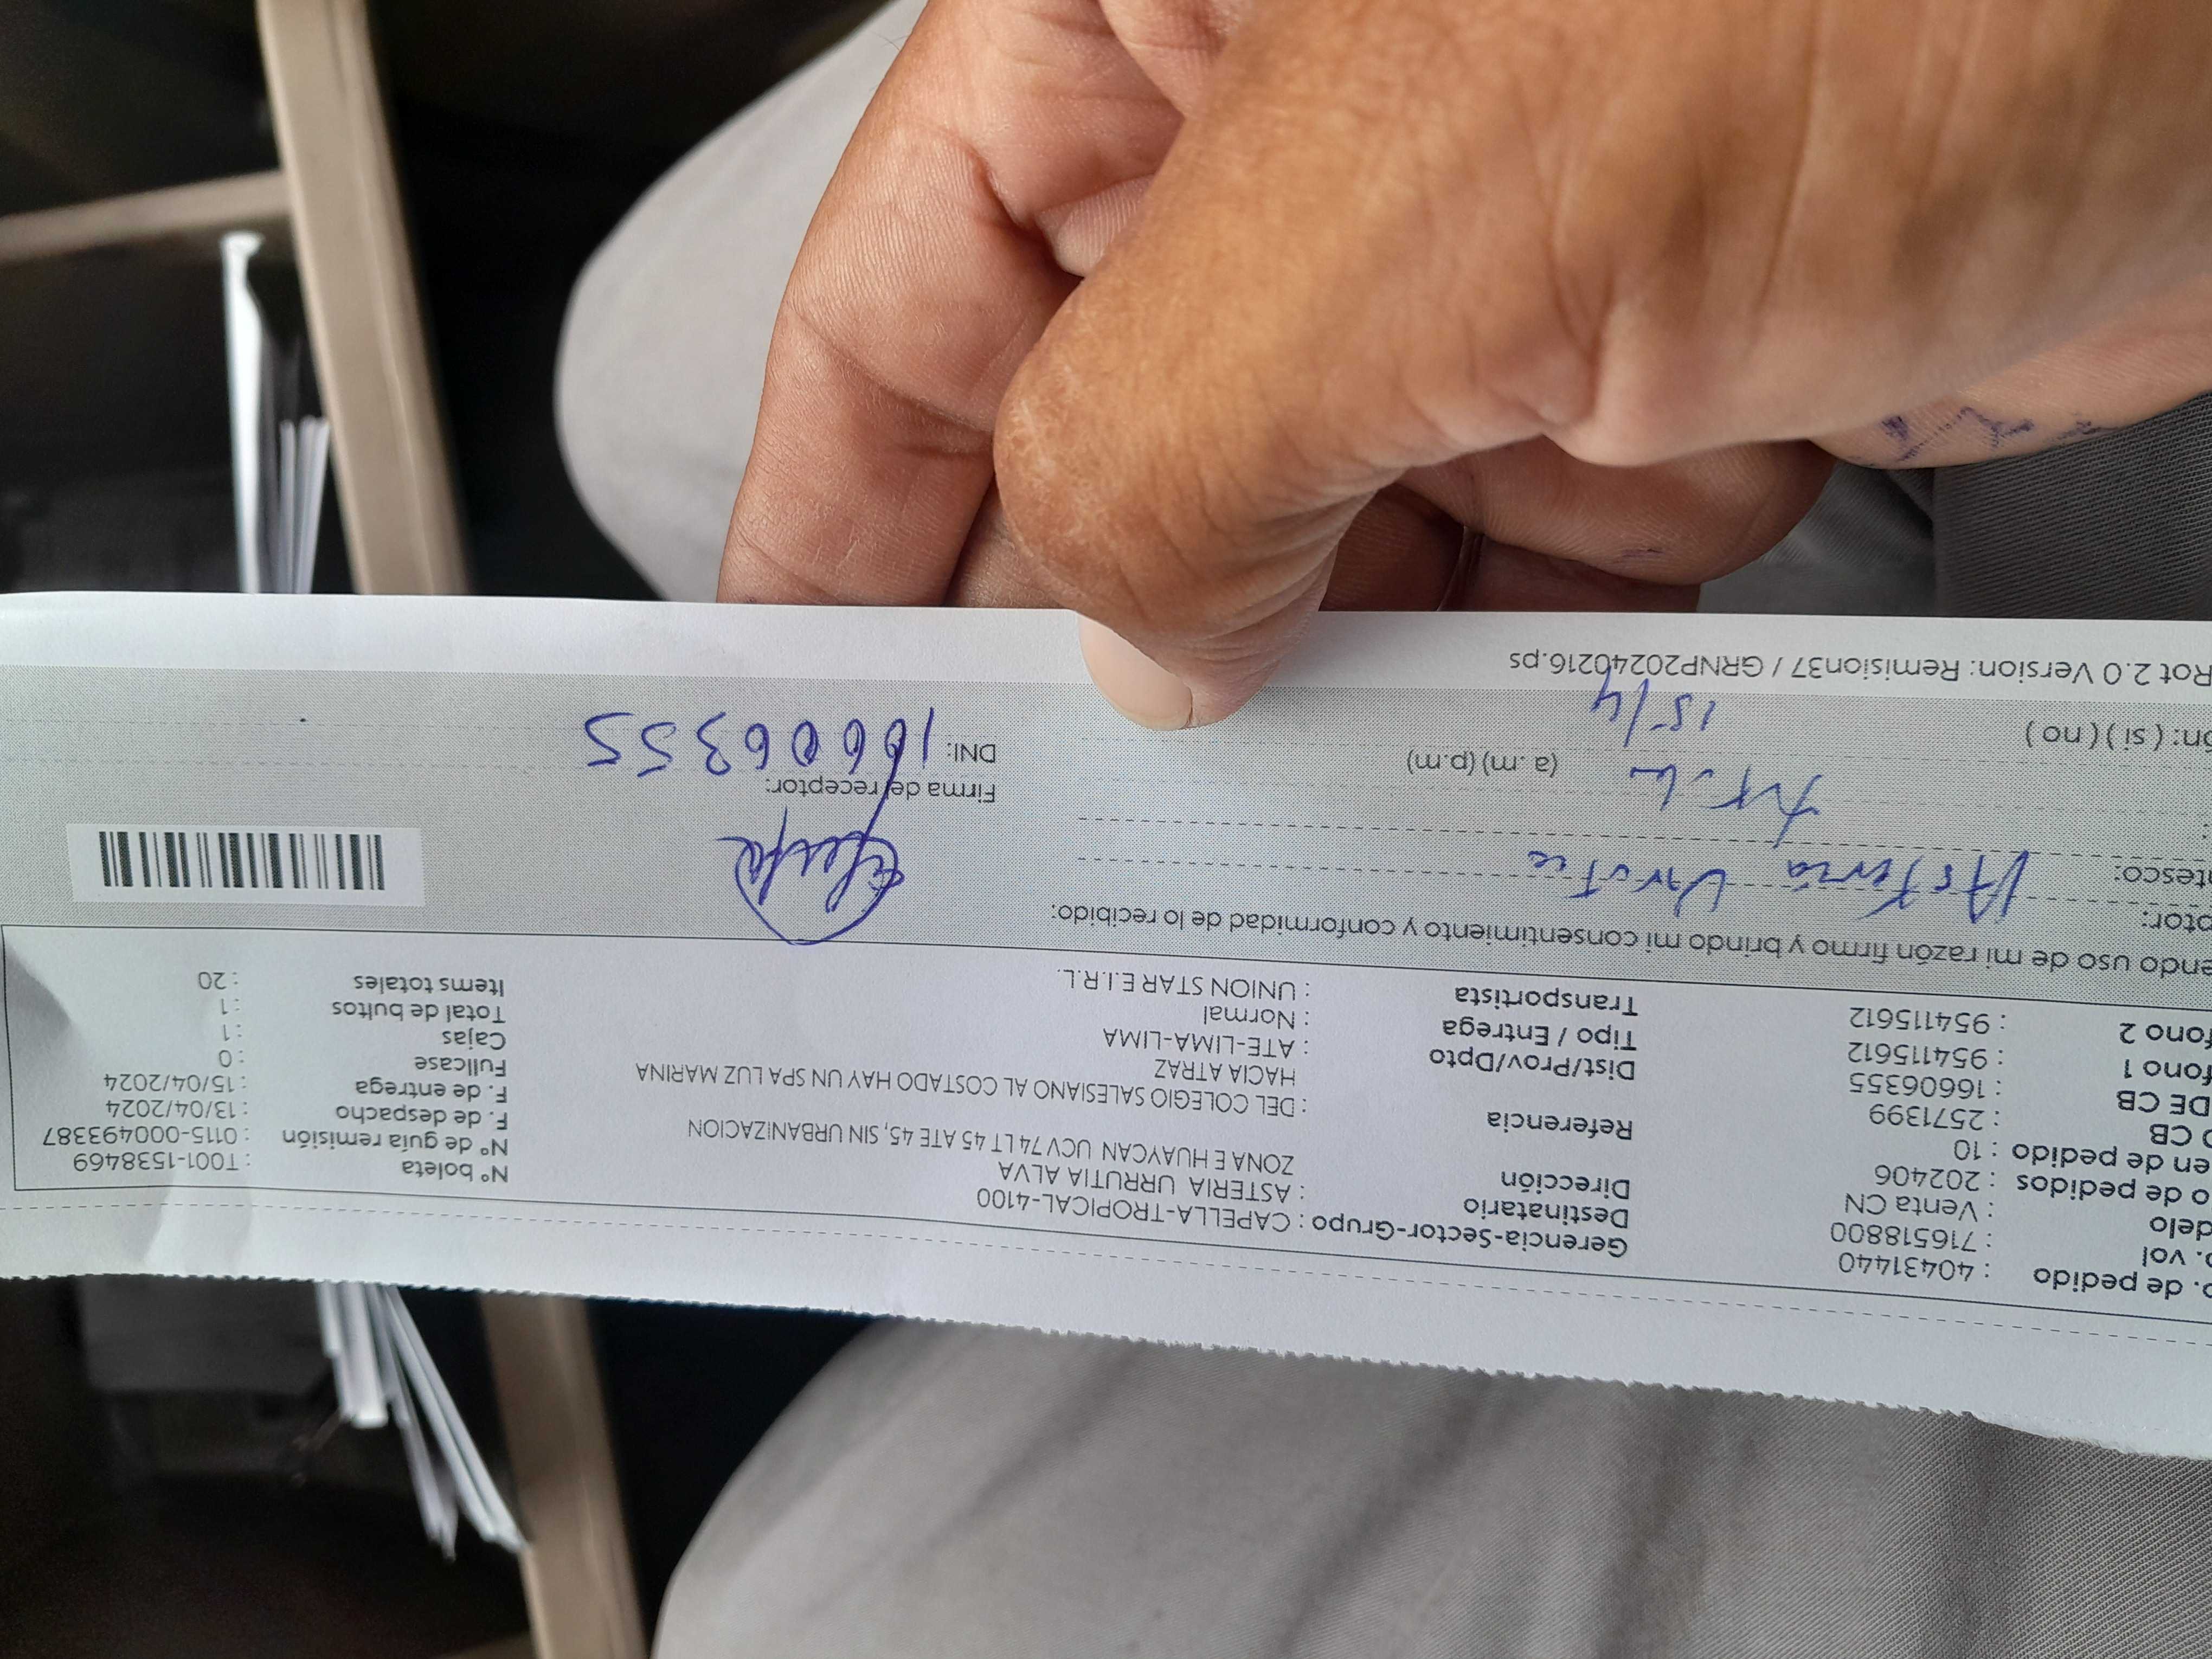 o. de pedido : 40431440 Gerencia-Sector-Grupo : CAPELLA-TROPICAL-4100 N° boleta : T001-1538469
o. vol : 716518800 Destinatario : ASTERIA URRUTIA ALVA N° de guía remisión : 0115-000493387
delo : Venta CN Dirección ZONA E HUAYCAN UCV 74 LT 45 ATE 45, SIN URBANIZACION F. de despacho : 13/04/2024
o de pedidos : 202406 F. de entrega : 15/04/2024
en de pedido : 10 Referencia : DEL COLEGIO SALESIANO AL COSTADO HAY UN SPA LUZ MARINA Fullcase : 0
O CB : 2571399 HACIA ATRAZ Cajas : 1
DE CB : 16606355 Dist/Prov/Dpto : ATE-LIMA-LIMA Total de bultos : 1
fono 1 : 954115612 Tipo / Entrega : Normal Items totales : 20
fono 2 : 954115612 Transportista : UNION STAR E.I.R.L.
endo uso de mi razón firmo y brindo mi consentimiento y conformidad de lo recibido:
ptor: Asteria Urrutia
ntesco:
: (a. m) (p.m) Firma de receptor:
ón: ( si ) ( no ) 15/4 DNI: 16606355
Rot 2.0 Version: Remision37 / GRNP20240216.ps